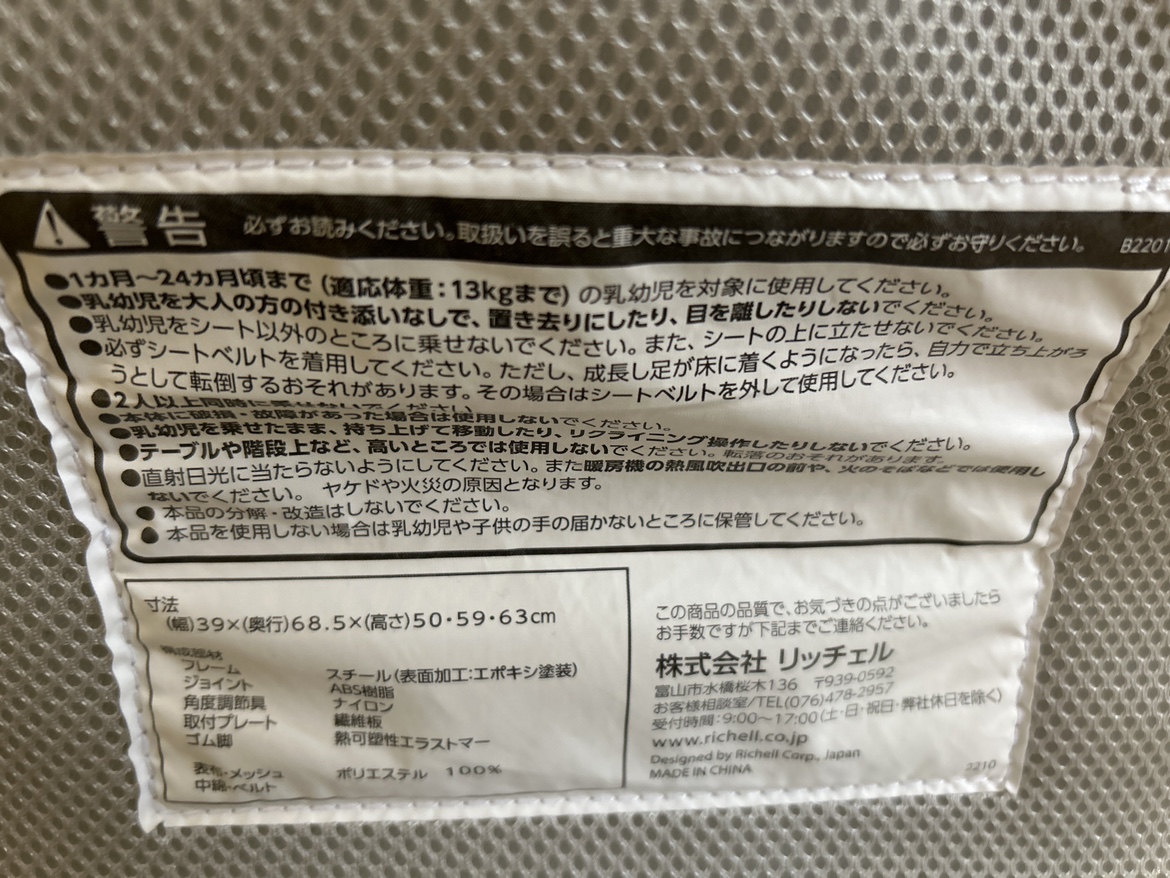 警告 必ずお読みください。取扱いを誤ると重大な事故につながりますので必ずお守りください。 B2201
●1カ月～24カ月頃まで(適応体重:13kgまで)の乳幼児を対象に使用してください。
●乳幼児を大人の方の付き添いなしで、置き去りにしたり、目を離したりしないでください。
●乳幼児をシート以外のところに乗せないでください。また、シートの上に立たせないでください。
●必ずシートベルトを着用してください。ただし、成長し足が床に着くようになったら、自力で立ち上がろ
うとして転倒するおそれがあります。その場合はシートベルトを外して使用してください。
●2人以上同時に
●本体に破損・故障があった場合は使用しないでください。
●乳幼児を乗せたまま、持ち上げて移動したり、リクライニング操作したりしないでください。
●テーブルや階段上など、高いところでは使用しないでください。転落のおそれがあります。
●直射日光に当たらないようにしてください。また暖房機の熱風吹出口の前や、火のそばなどでは使用し
ないでください。 ヤケドや火災の原因となります。
●本品の分解・改造はしないでください。
●本品を使用しない場合は乳幼児や子供の手の届かないところに保管してください。
寸法
(幅)39×(奥行)68.5×(高さ)50・59・63cm
構成部材
フレーム スチール(表面加工:エポキシ塗装)
ジョイント ABS樹脂
角度調節具 ナイロン
取付プレート 繊維板
ゴム脚 熱可塑性エラストマー
表布・メッシュ ポリエステル 100%
中綿・ベルト
この商品の品質で、お気づきの点がございましたら
お手数ですが下記までご連絡ください。
株式会社 リッチェル
富山市水橋桜木136 〒939-0592
お客様相談室/TEL(076)478-2957
受付時間:9:00～17:00(土・日・祝日・弊社休日を除く)
www.richell.co.jp
Designed by Richell Corp., Japan
MADE IN CHINA 2210